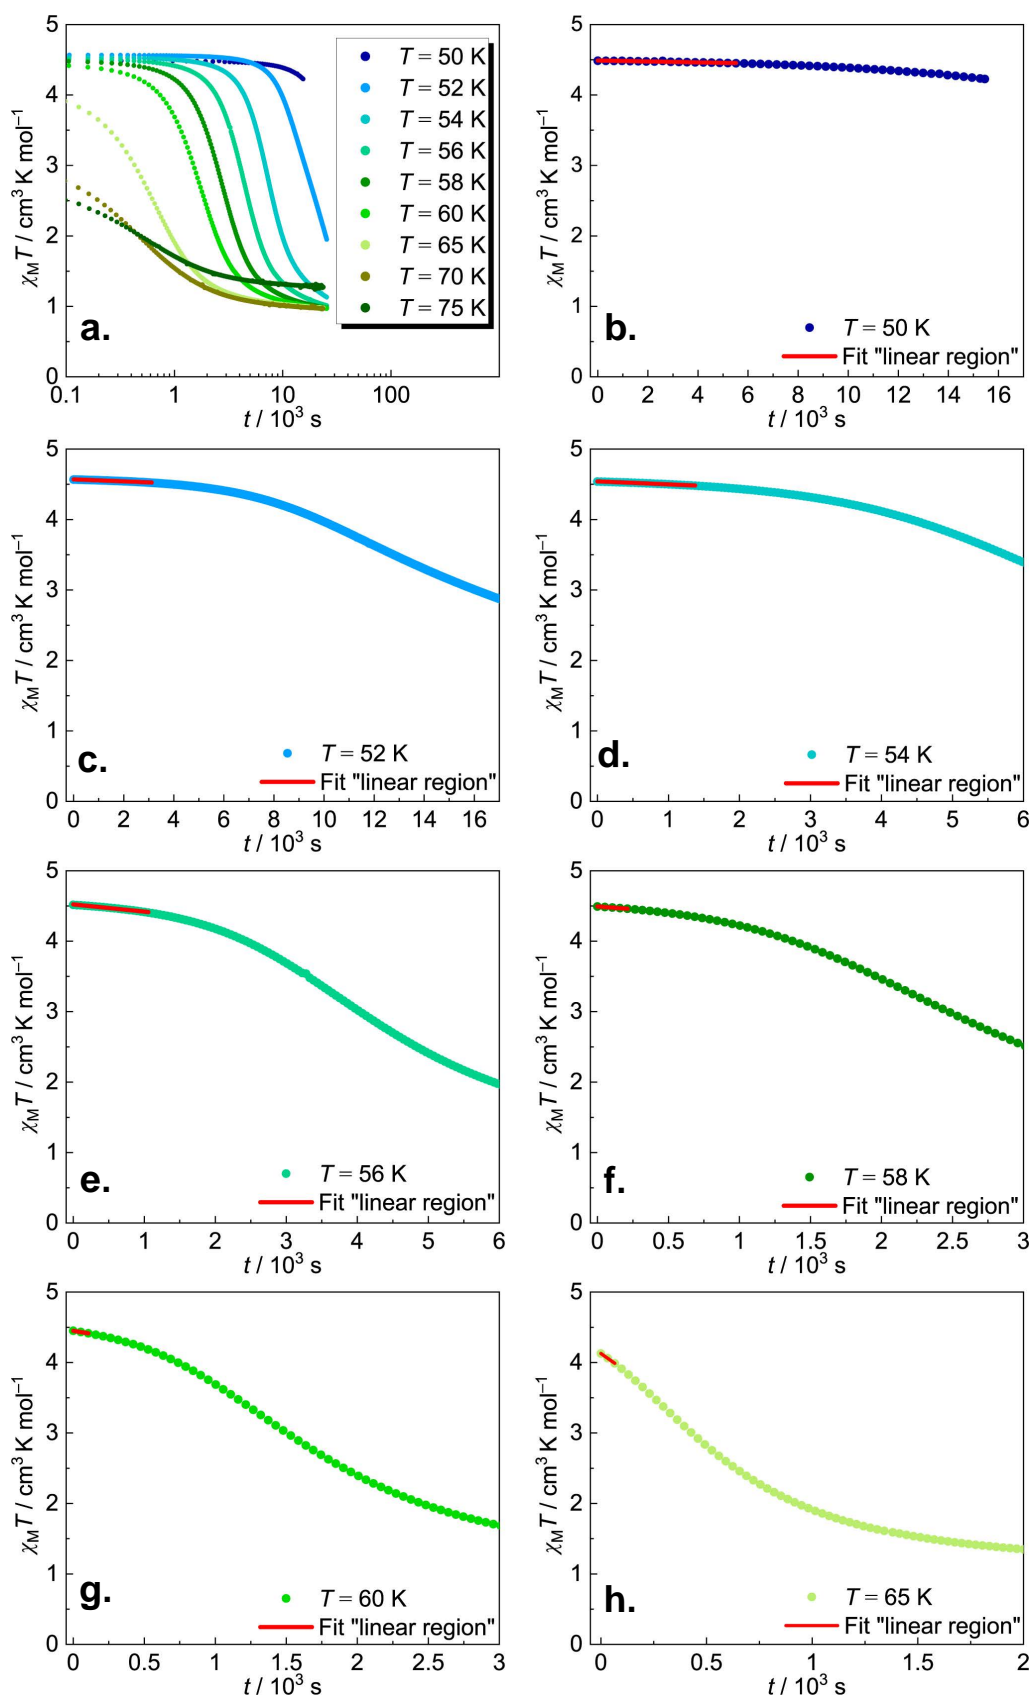 5
4
3
2
1
0
χMT / cm³ K mol⁻¹
T = 50 K
T = 52 K
T = 54 K
T = 56 K
T = 58 K
T = 60 K
T = 65 K
T = 70 K
T = 75 K
a.
0.1 1 10 100
t / 10³ s
5
4
3
2
1
0
χMT / cm³ K mol⁻¹
b.
T = 50 K
Fit "linear region"
0 2 4 6 8 10 12 14 16
t / 10³ s
5
4
3
2
1
0
χMT / cm³ K mol⁻¹
c.
T = 52 K
Fit "linear region"
0 2 4 6 8 10 12 14 16
t / 10³ s
5
4
3
2
1
0
χMT / cm³ K mol⁻¹
d.
T = 54 K
Fit "linear region"
0 1 2 3 4 5 6
t / 10³ s
5
4
3
2
1
0
χMT / cm³ K mol⁻¹
e.
T = 56 K
Fit "linear region"
0 1 2 3 4 5 6
t / 10³ s
5
4
3
2
1
0
χMT / cm³ K mol⁻¹
f.
T = 58 K
Fit "linear region"
0 0.5 1 1.5 2 2.5 3
t / 10³ s
5
4
3
2
1
0
χMT / cm³ K mol⁻¹
g.
T = 60 K
Fit "linear region"
0 0.5 1 1.5 2 2.5 3
t / 10³ s
5
4
3
2
1
0
χMT / cm³ K mol⁻¹
h.
T = 65 K
Fit "linear region"
0 0.5 1 1.5 2
t / 10³ s